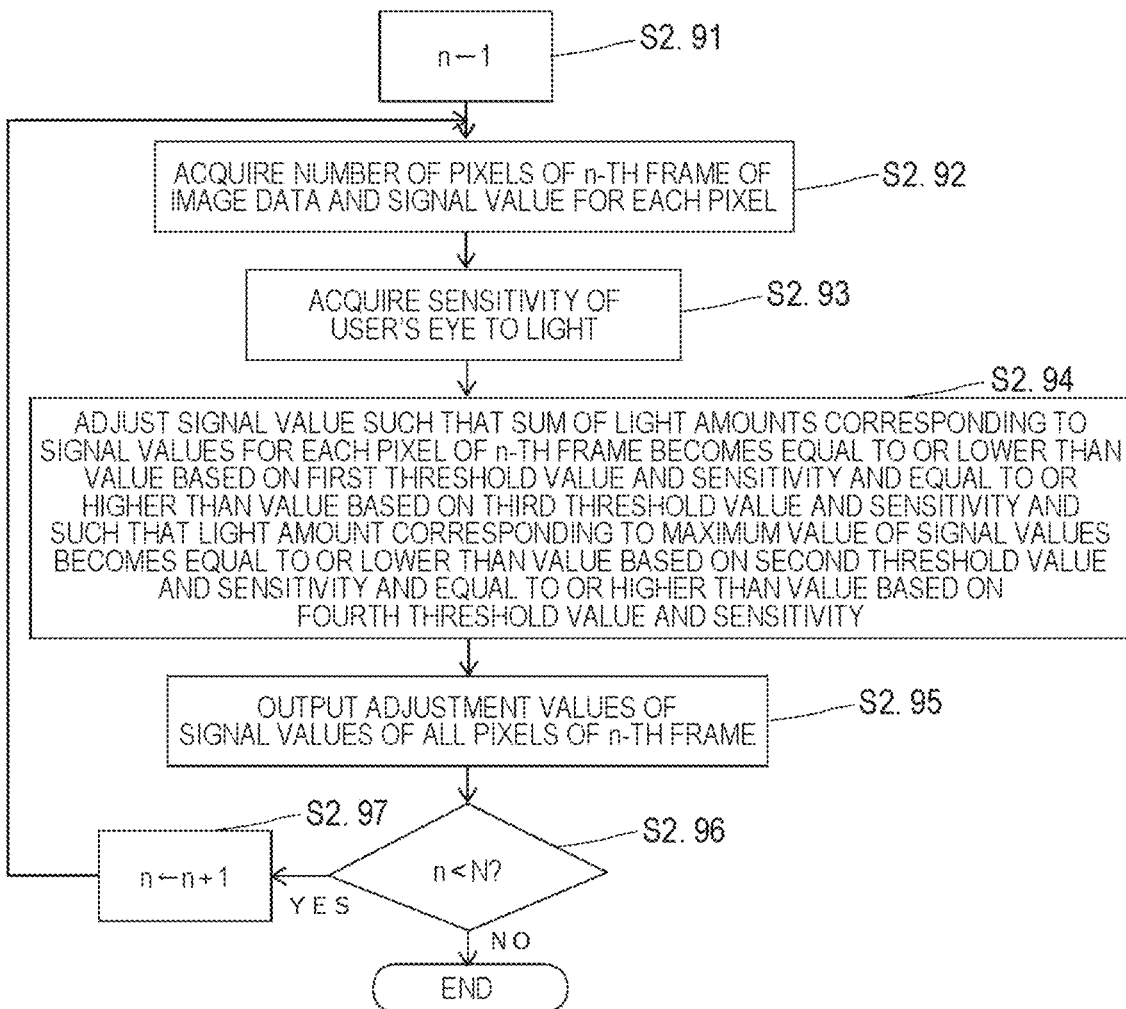 n←1
S2. 91
ACQUIRE NUMBER OF PIXELS OF n-TH FRAME OF
IMAGE DATA AND SIGNAL VALUE FOR EACH PIXEL
S2. 92
ACQUIRE SENSITIVITY OF
USER'S EYE TO LIGHT
S2. 93
S2. 94
ADJUST SIGNAL VALUE SUCH THAT SUM OF LIGHT AMOUNTS CORRESPONDING TO
SIGNAL VALUES FOR EACH PIXEL OF n-TH FRAME BECOMES EQUAL TO OR LOWER THAN
VALUE BASED ON FIRST THRESHOLD VALUE AND SENSITIVITY AND EQUAL TO OR
HIGHER THAN VALUE BASED ON THIRD THRESHOLD VALUE AND SENSITIVITY AND
SUCH THAT LIGHT AMOUNT CORRESPONDING TO MAXIMUM VALUE OF SIGNAL VALUES
BECOMES EQUAL TO OR LOWER THAN VALUE BASED ON SECOND THRESHOLD VALUE
AND SENSITIVITY AND EQUAL TO OR HIGHER THAN VALUE BASED ON
FOURTH THRESHOLD VALUE AND SENSITIVITY
OUTPUT ADJUSTMENT VALUES OF
SIGNAL VALUES OF ALL PIXELS OF n-TH FRAME
S2. 95
S2. 97
S2. 96
n←n+1
YES
n<N?
NO
END